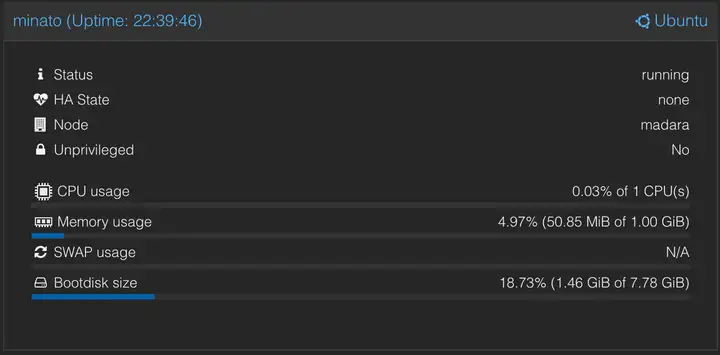 minato (Uptime: 22:39:46) Ubuntu
Status running
HA State none
Node madara
Unprivileged No
CPU usage 0.03% of 1 CPU(s)
Memory usage 4.97% (50.85 MiB of 1.00 GiB)
SWAP usage N/A
Bootdisk size 18.73% (1.46 GiB of 7.78 GiB)